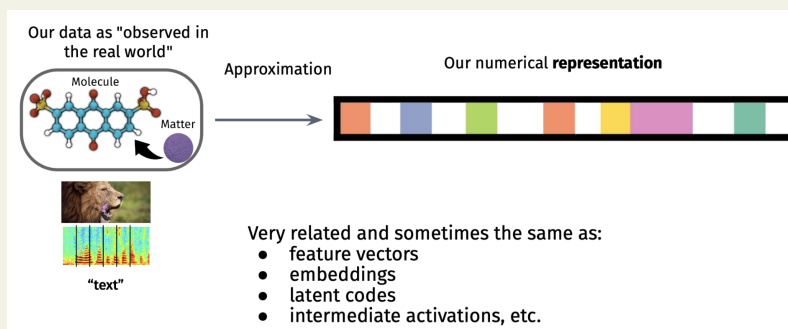 Our data as "observed in
the real world"
Molecule
Matter
Approximation
Our numerical representation
“text”
Very related and sometimes the same as:
● feature vectors
● embeddings
● latent codes
● intermediate activations, etc.